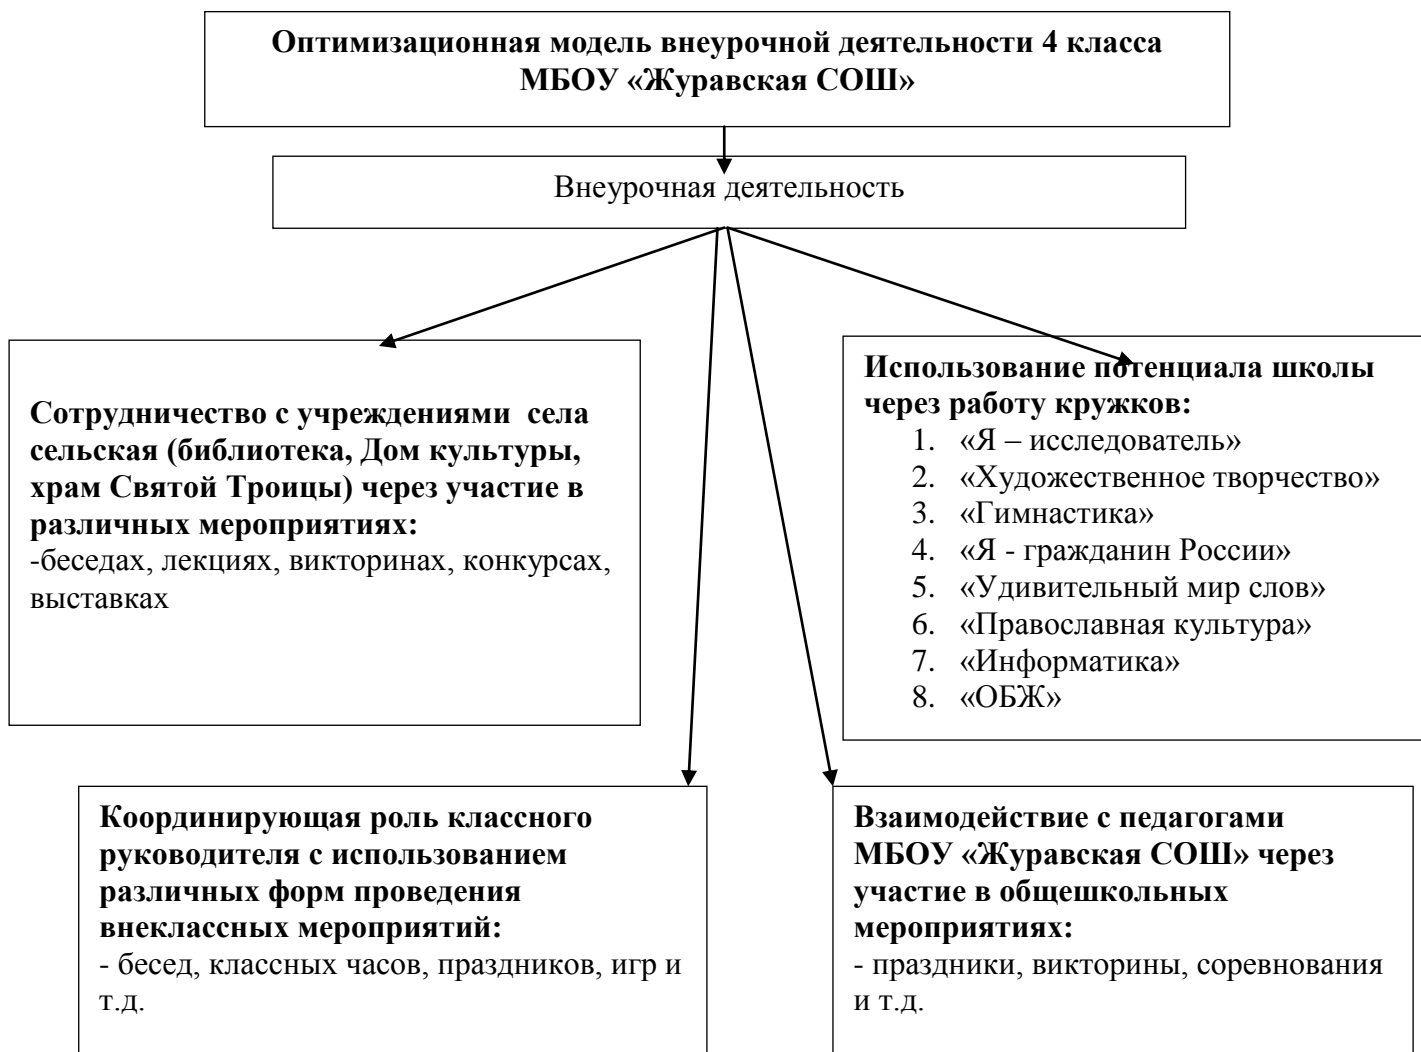 Оптимизационная модель внеурочной деятельности 4 класса
МБОУ «Журавская СОШ»
Внеурочная деятельность
Сотрудничество с учреждениями  села
сельская (библиотека, Дом культуры,
храм Святой Троицы) через участие в
различных мероприятиях:
-беседах, лекциях, викторинах, конкурсах,
выставках
Использование потенциала школы
через работу кружков:
1. «Я – исследователь»
2. «Художественное творчество»
3. «Гимнастика»
4. «Я - гражданин России»
5. «Удивительный мир слов»
6. «Православная культура»
7. «Информатика»
8. «ОБЖ»
Координирующая роль классного
руководителя с использованием
различных форм проведения
внеклассных мероприятий:
- бесед, классных часов, праздников, игр и
т.д.
Взаимодействие с педагогами
МБОУ «Журавская СОШ» через
участие в общешкольных
мероприятиях:
- праздники, викторины, соревнования
и т.д.